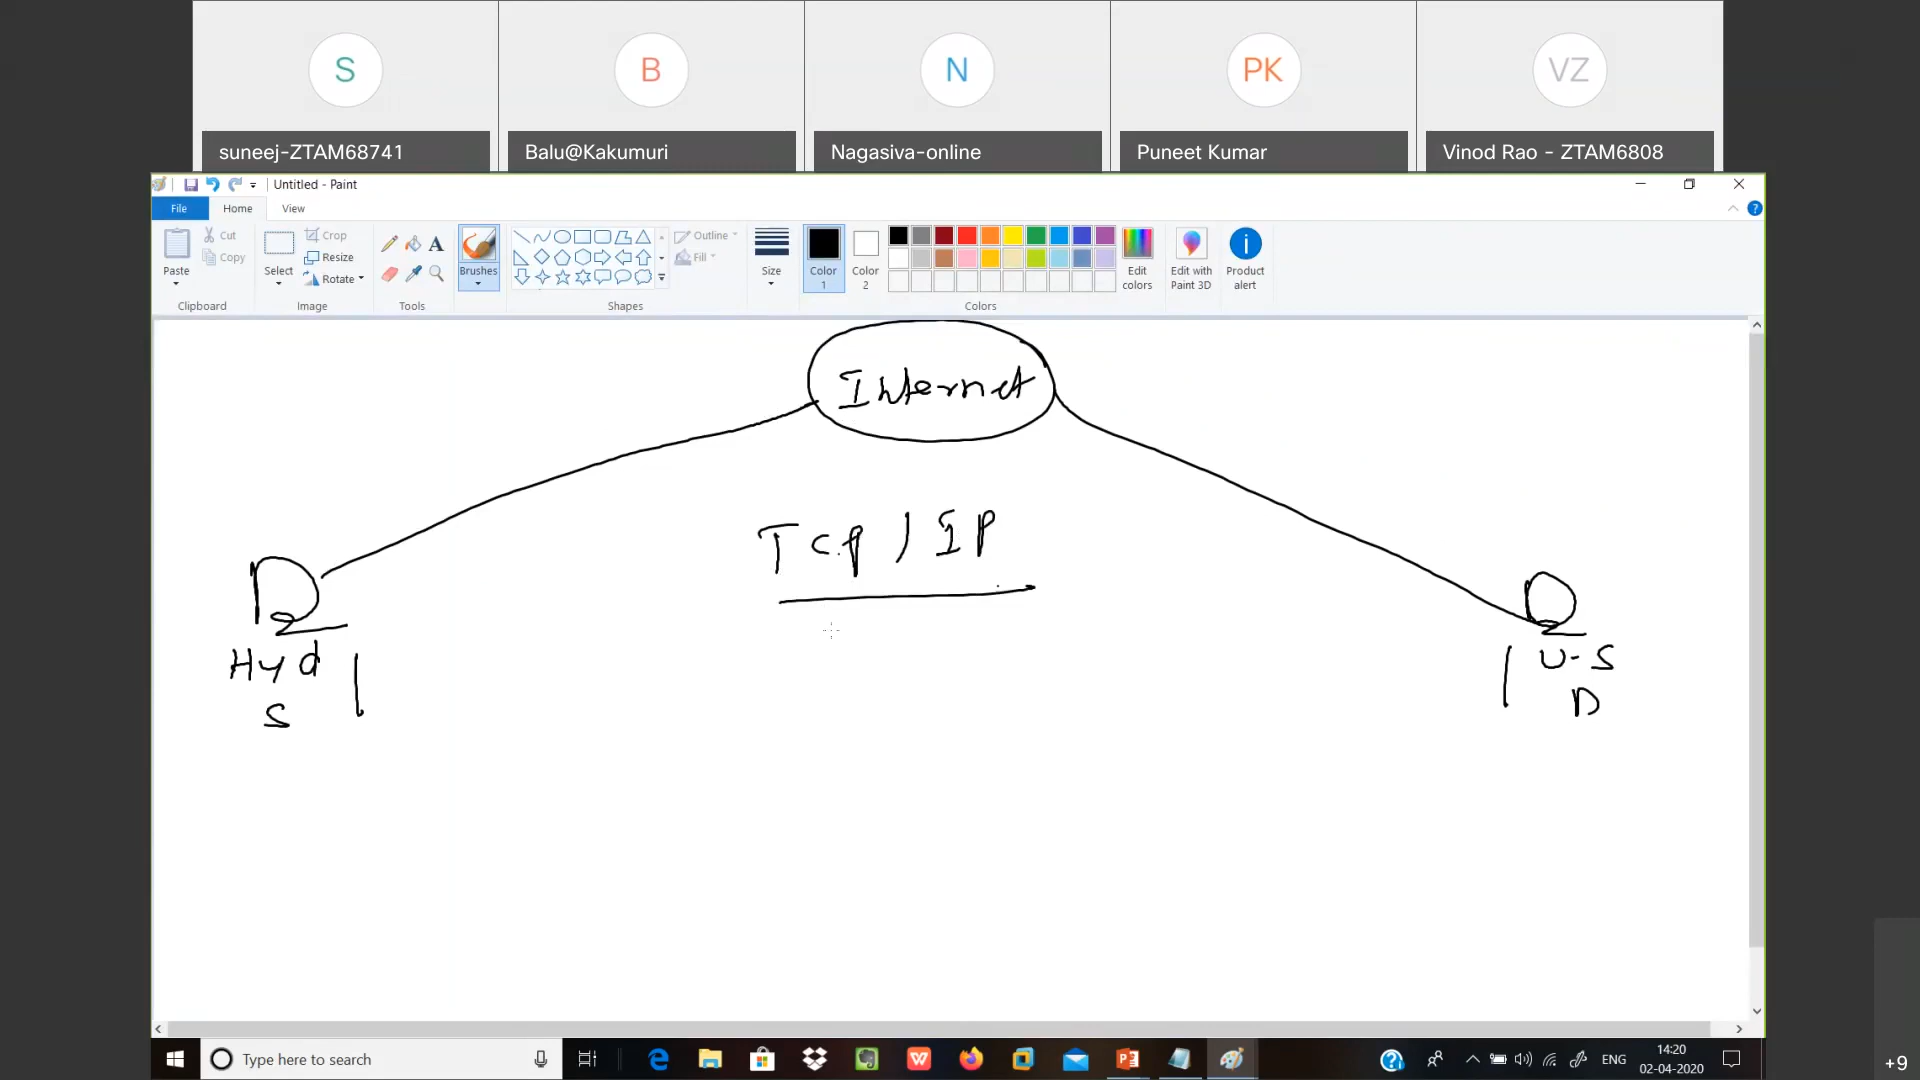 S
B
N
PK
VZ
suneej-ZTAM68741
Balu@Kakumuri
Nagasiva-online
Puneet Kumar
Vinod Rao - ZTAM6808
Untitled - Paint
File Home View
Paste
Cut
Copy
Clipboard
Select
Crop
Resize
Rotate
Image
A
Tools
Brushes
Outline
Fill
Shapes
Size
Color 1
Color 2
Edit colors
Colors
Edit with Paint 3D
Product alert
Internet
Tcp / IP
Hyd
S
U-S
D
Type here to search
ENG
14:20
02-04-2020
+9